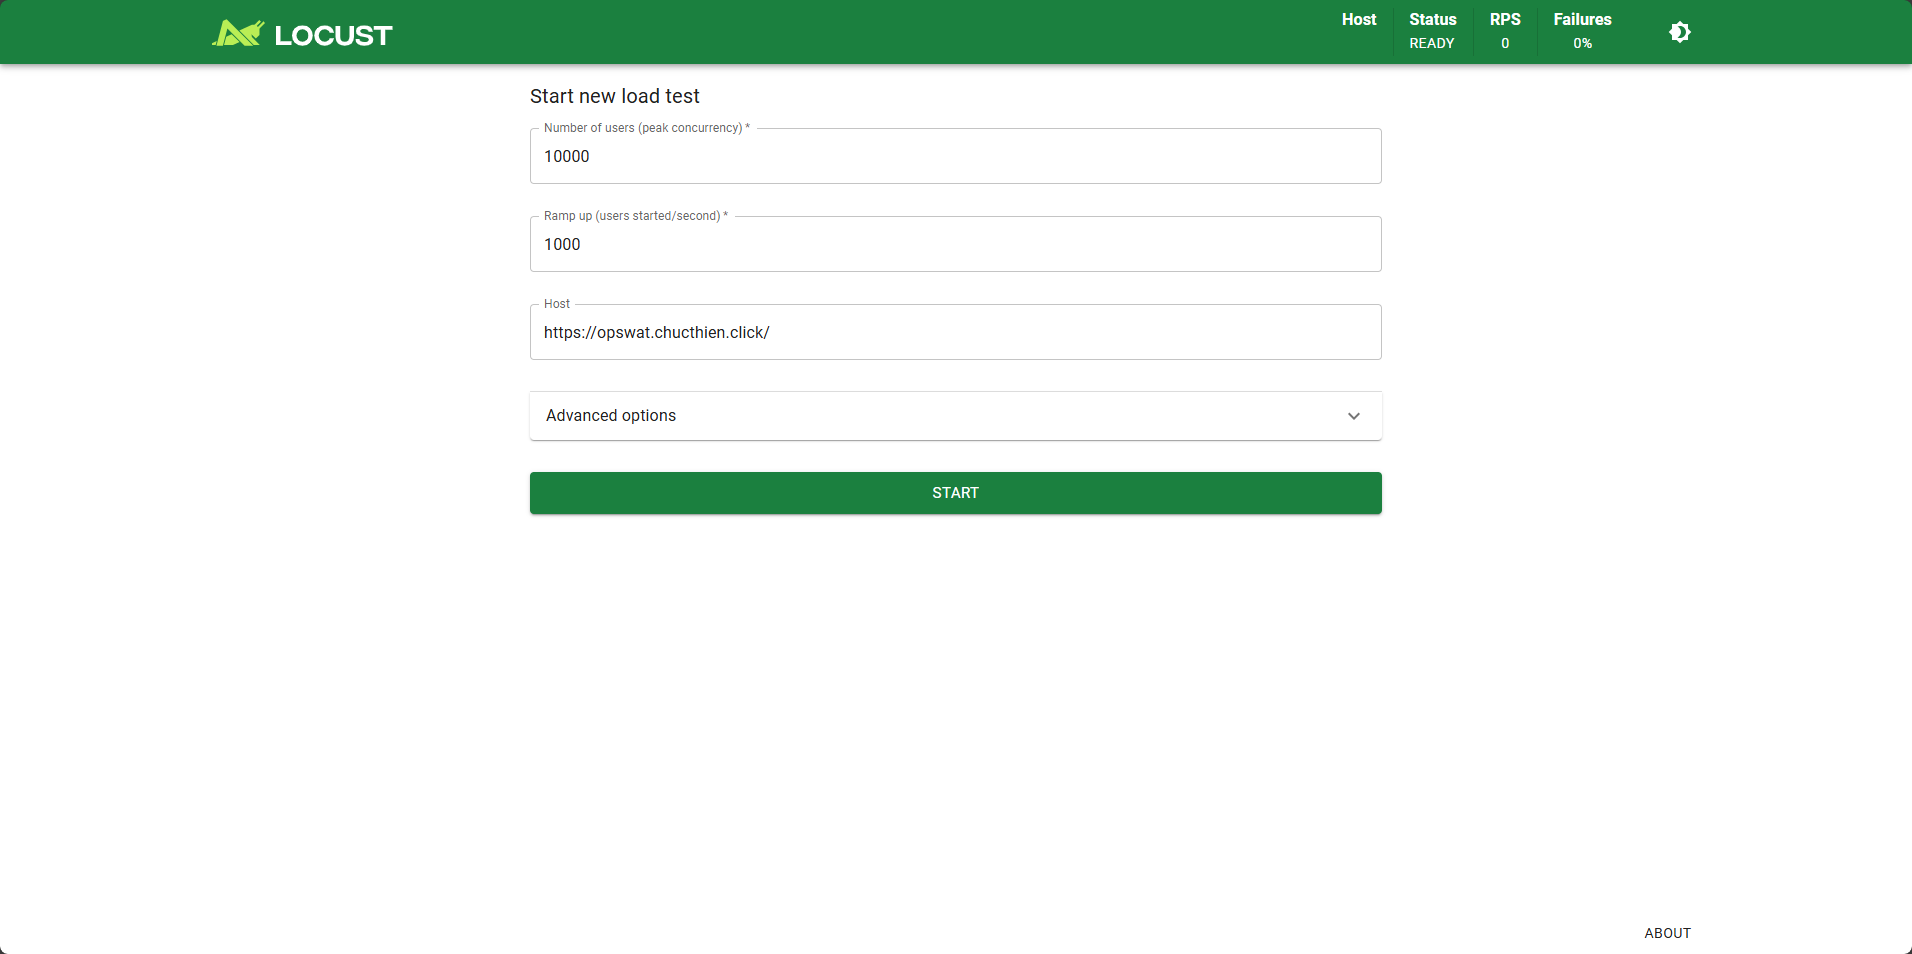 LOCUST
Host
Status
READY
RPS
0
Failures
0%
Start new load test
Number of users (peak concurrency) *
10000
Ramp up (users started/second) *
1000
Host
https://opswat.chucthien.click/
Advanced options
START
ABOUT